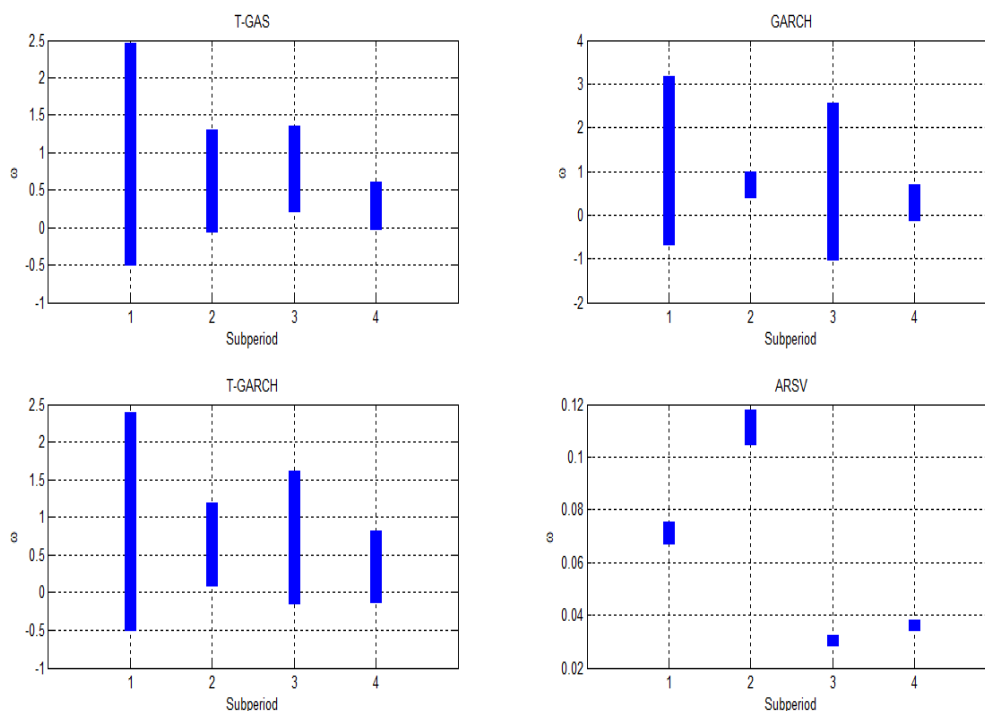 T-GAS
2.5
2
1.5
1
0.5
0
-0.5
-1
ω
1 2 3 4
Subperiod
GARCH
4
3
2
1
0
-1
-2
ω
1 2 3 4
Subperiod
T-GARCH
2.5
2
1.5
1
0.5
0
-0.5
-1
ω
1 2 3 4
Subperiod
ARSV
0.12
0.1
0.08
0.06
0.04
0.02
ω
1 2 3 4
Subperiod